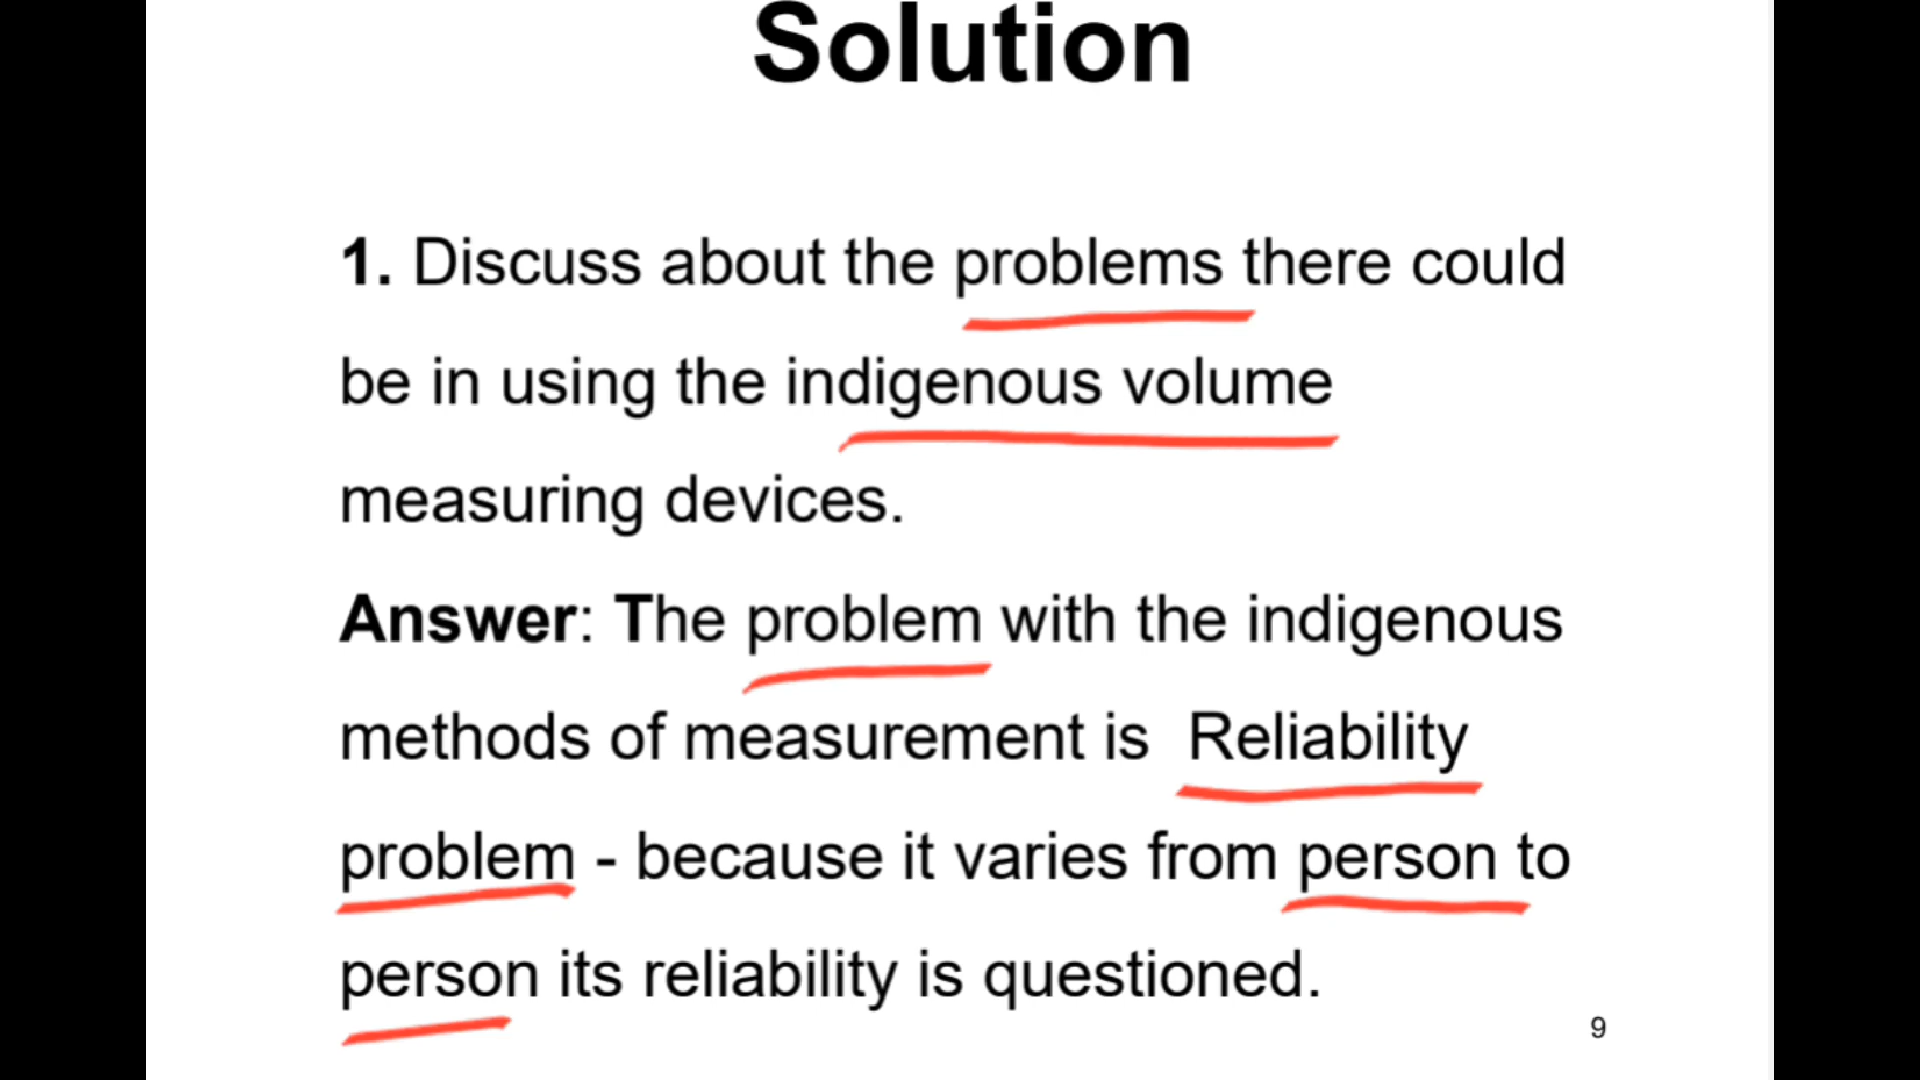 Solution
1. Discuss about the problems there could
be in using the indigenous volume
measuring devices.
Answer: The problem with the indigenous
methods of measurement is Reliability
problem - because it varies from person to
person its reliability is questioned.
9